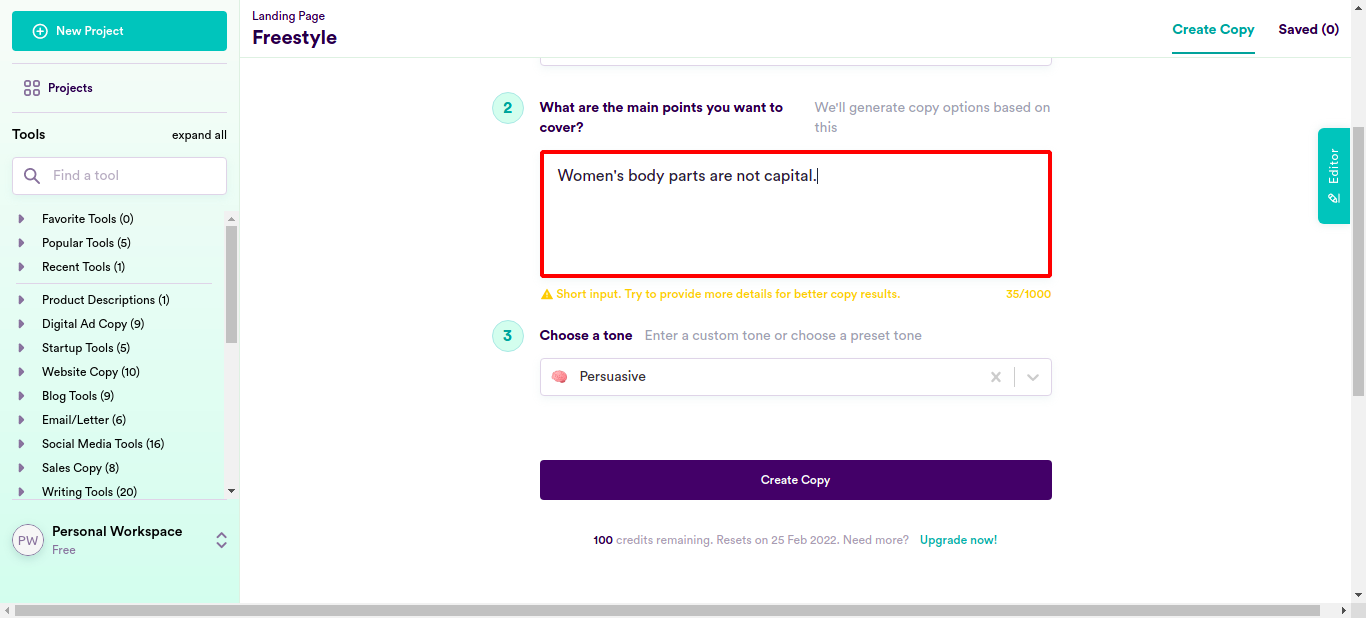 New Project
Projects
Tools
expand all
Find a tool
Favorite Tools (0)
Popular Tools (5)
Recent Tools (1)
Product Descriptions (1)
Digital Ad Copy (9)
Startup Tools (5)
Website Copy (10)
Blog Tools (9)
Email/Letter (6)
Social Media Tools (16)
Sales Copy (8)
Writing Tools (20)
PW
Personal Workspace
Free
Landing Page
Freestyle
Create Copy
Saved (0)
2
What are the main points you want to
cover?
We'll generate copy options based on
this
Women's body parts are not capital.
Short input. Try to provide more details for better copy results.
35/1000
3
Choose a tone
Enter a custom tone or choose a preset tone
Persuasive
Create Copy
100 credits remaining. Resets on 25 Feb 2022. Need more? Upgrade now!
Editor